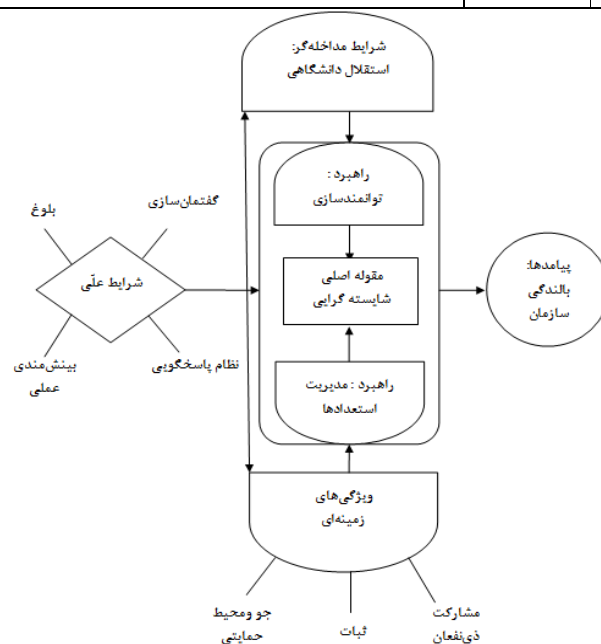 شرایط مداخله‌گر:
استقلال دانشگاهی
راهبرد :
توانمندسازی
گفتمان‌سازی
بلوغ
مقوله اصلی
شایسته گرایی
پیامدها:
بالندگی
سازمان
شرایط علّی
نظام پاسخگویی
بینش‌مندی
عملی
راهبرد : مدیریت
استعدادها
ویژگی‌های
زمینه‌ای
مشارکت
ذی‌نفعان
ثبات
جو ومحیط
حمایتی